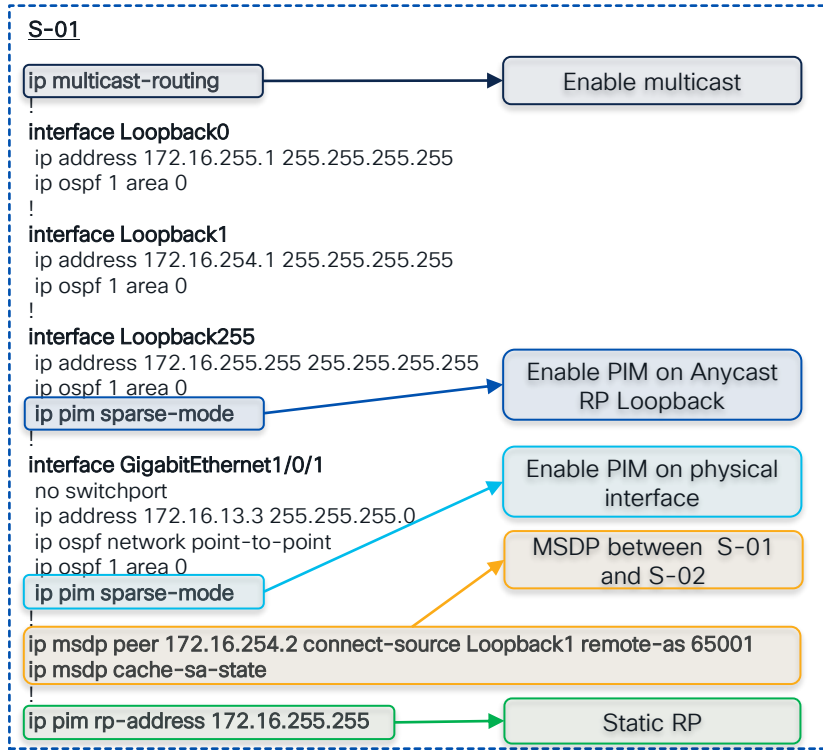 S-01
ip multicast-routing
Enable multicast
!
interface Loopback0
ip address 172.16.255.1 255.255.255.255
ip ospf 1 area 0
!
interface Loopback1
ip address 172.16.254.1 255.255.255.255
ip ospf 1 area 0
!
interface Loopback255
ip address 172.16.255.255 255.255.255.255
ip ospf 1 area 0
ip pim sparse-mode
Enable PIM on Anycast
RP Loopback
!
interface GigabitEthernet1/0/1
no switchport
ip address 172.16.13.3 255.255.255.0
ip ospf network point-to-point
ip ospf 1 area 0
ip pim sparse-mode
Enable PIM on physical
interface
!
ip msdp peer 172.16.254.2 connect-source Loopback1 remote-as 65001
ip msdp cache-sa-state
MSDP between S-01
and S-02
!
ip pim rp-address 172.16.255.255
Static RP